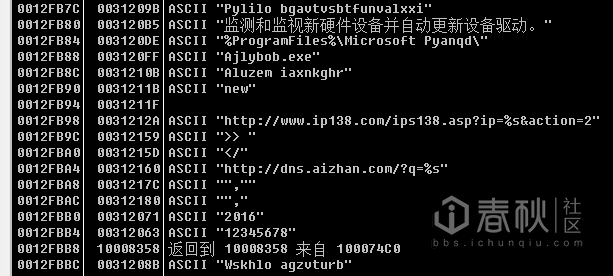 0012FB7C 0031209B ASCII "Pylilo bgavtvsbtfunvalxxi"
0012FB80 003120B5 ASCII "监测和监视新硬件设备并自动更新设备驱动。"
0012FB84 003120DE ASCII "%ProgramFiles%\Microsoft Pyanqd\"
0012FB88 003120FF ASCII "Ajlybob.exe"
0012FB8C 0031210B ASCII "Aluzem iaxnkghr"
0012FB90 0031211B ASCII "new"
0012FB94 0031211F
0012FB98 0031212A ASCII "http://www.ip138.com/ips138.asp?ip=%s&action=2"
0012FB9C 00312159 ASCII ">> "
0012FBA0 0031215D ASCII "</"
0012FBA4 00312160 ASCII "http://dns.aizhan.com/?q=%s"
0012FBA8 0031217C ASCII "",""
0012FBAC 00312180 ASCII "","
0012FBB0 00312071 ASCII "2016"
0012FBB4 00312063 ASCII "12345678"
0012FBB8 10008358 返回到 10008358 来自 100074C0
0012FBBC 0031208B ASCII "Wskhlo agzvturb"
i春秋 社区
bbs.ichunqiu.com